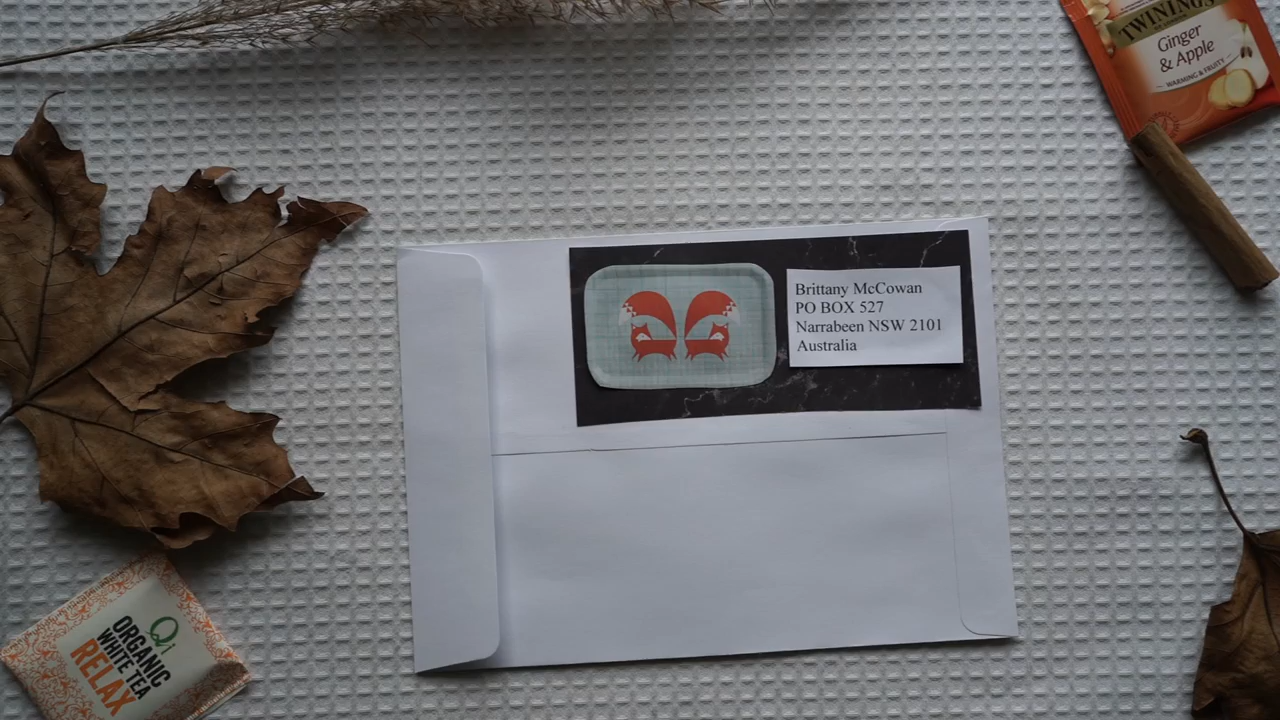 TWININGS
Ginger
& Apple
WARMING & FRUITY
Brittany McCowan
PO BOX 527
Narrabeen NSW 2101
Australia
Qi
ORGANIC
WHITE TEA
RELAX